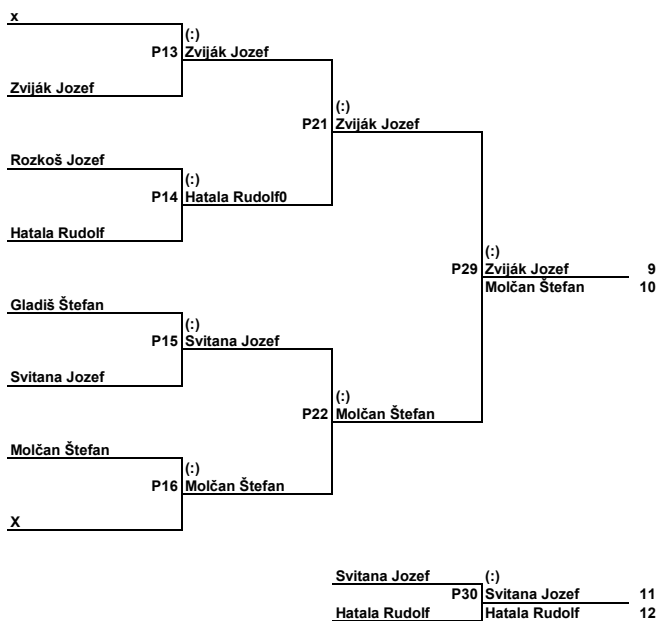 x
(:)
P13 Zviják Jozef
Zviják Jozef
(:)
P21 Zviják Jozef
Rozkoš Jozef
(:)
P14 Hatala Rudolf0
Hatala Rudolf
(:)
P29 Zviják Jozef 9
Molčan Štefan 10
Gladiš Štefan
(:)
P15 Svitana Jozef
Svitana Jozef
(:)
P22 Molčan Štefan
Molčan Štefan
(:)
P16 Molčan Štefan
X
Svitana Jozef (:)
P30 Svitana Jozef 11
Hatala Rudolf Hatala Rudolf 12